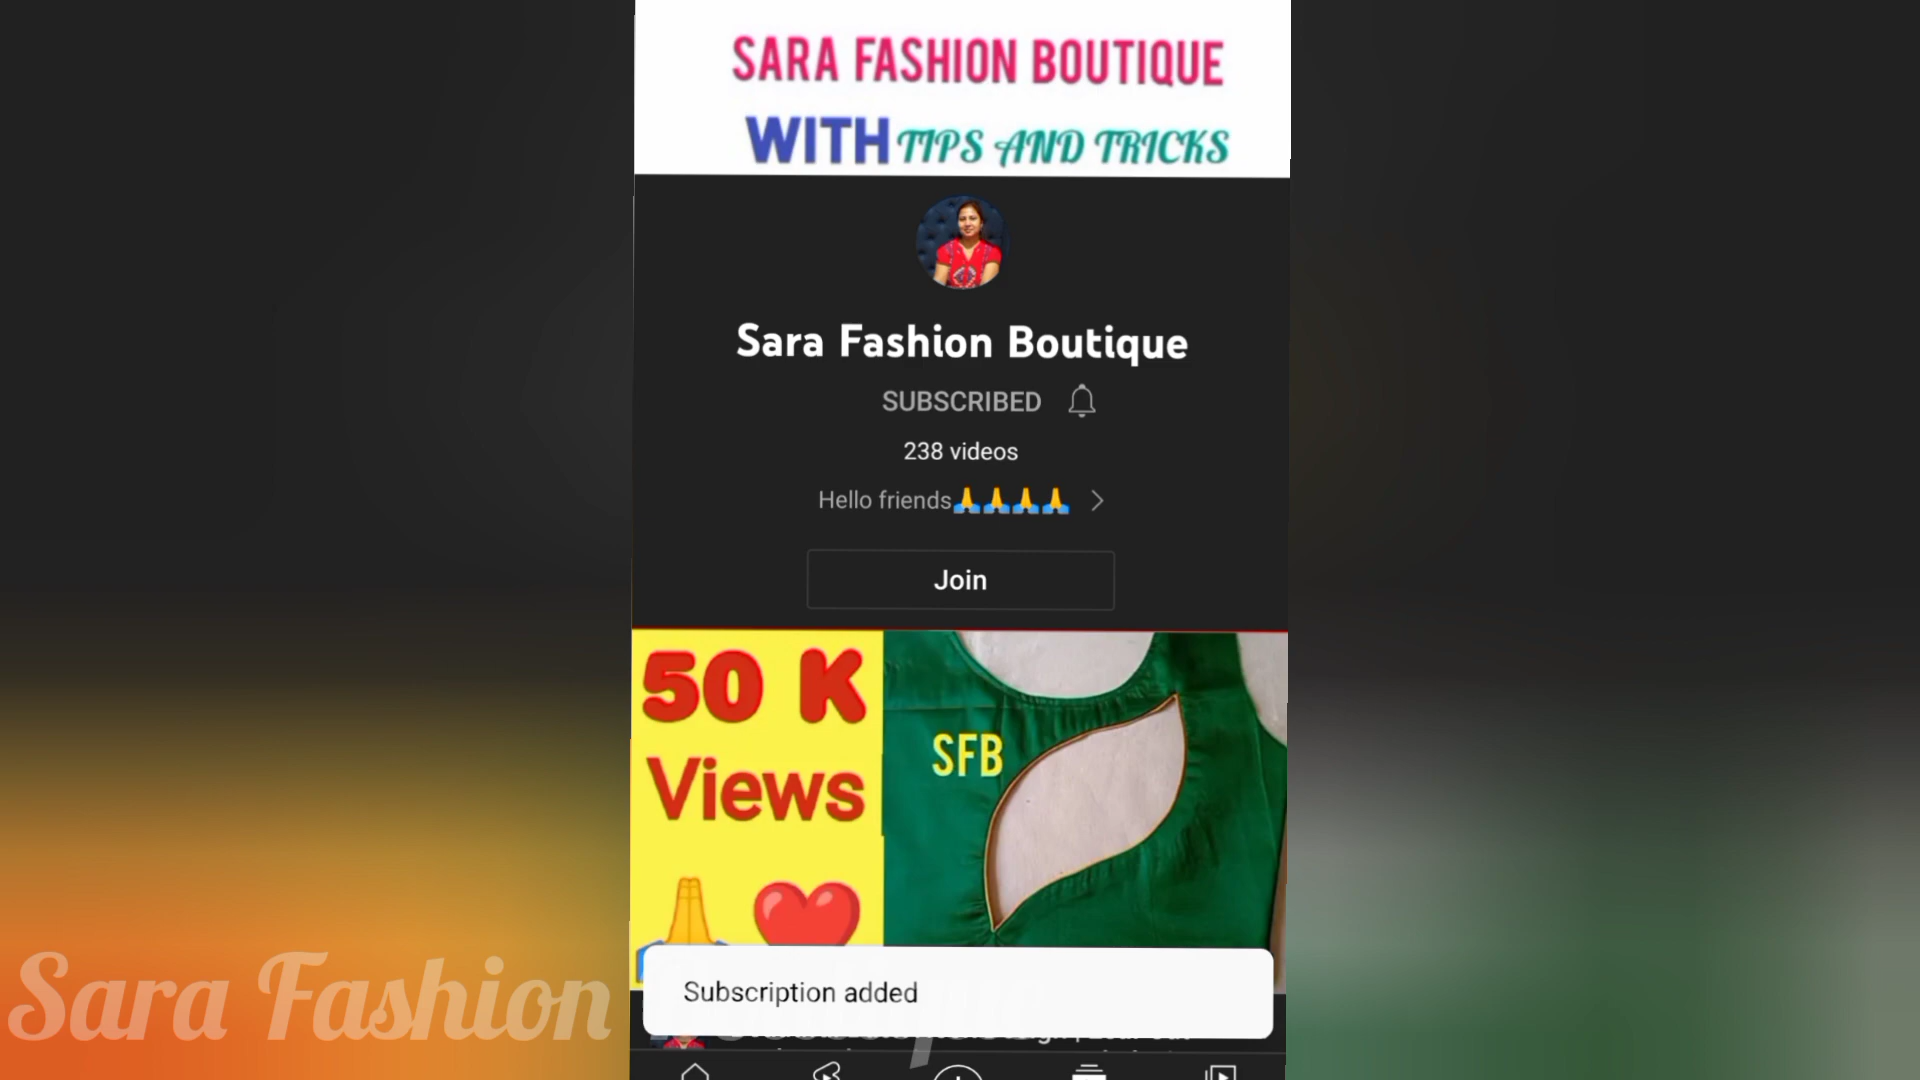 SARA FASHION BOUTIQUE
WITH TIPS AND TRICKS
Sara Fashion Boutique
SUBSCRIBED
238 videos
Hello friends🙏🙏🙏🙏
Join
50 K
Views
SFB
Subscription added
Sara Fashion